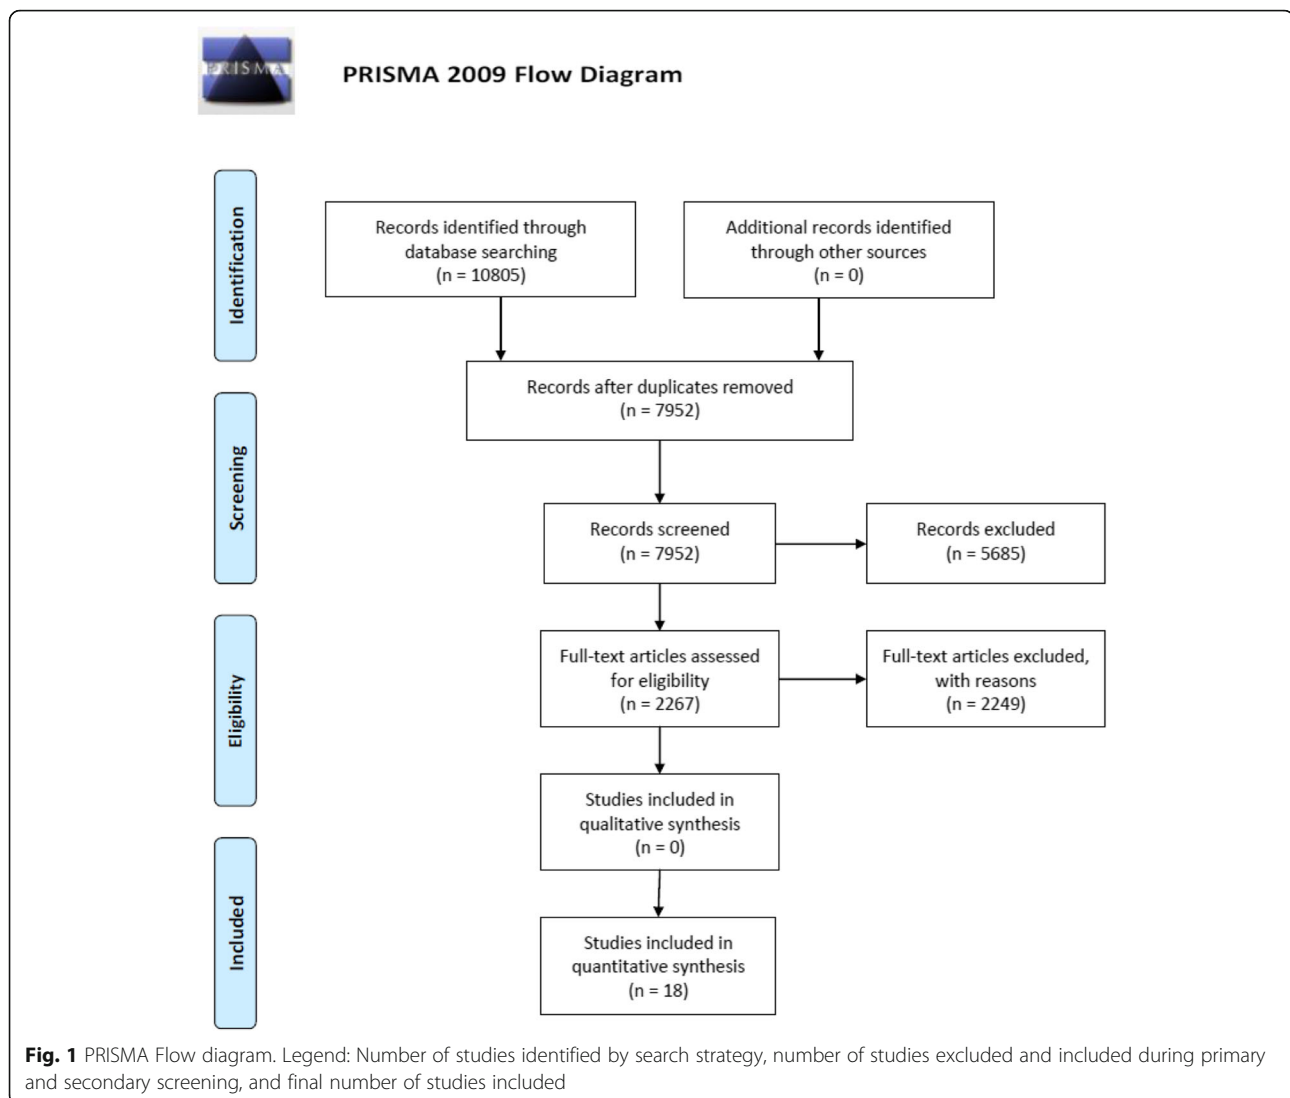 PRISMA
PRISMA 2009 Flow Diagram
Identification
Records identified through
database searching
(n = 10805)
Additional records identified
through other sources
(n = 0)
Records after duplicates removed
(n = 7952)
Screening
Records screened
(n = 7952)
Records excluded
(n = 5685)
Eligibility
Full-text articles assessed
for eligibility
(n = 2267)
Full-text articles excluded,
with reasons
(n = 2249)
Studies included in
qualitative synthesis
(n = 0)
Included
Studies included in
quantitative synthesis
(n = 18)
Fig. 1 PRISMA Flow diagram. Legend: Number of studies identified by search strategy, number of studies excluded and included during primary
and secondary screening, and final number of studies included